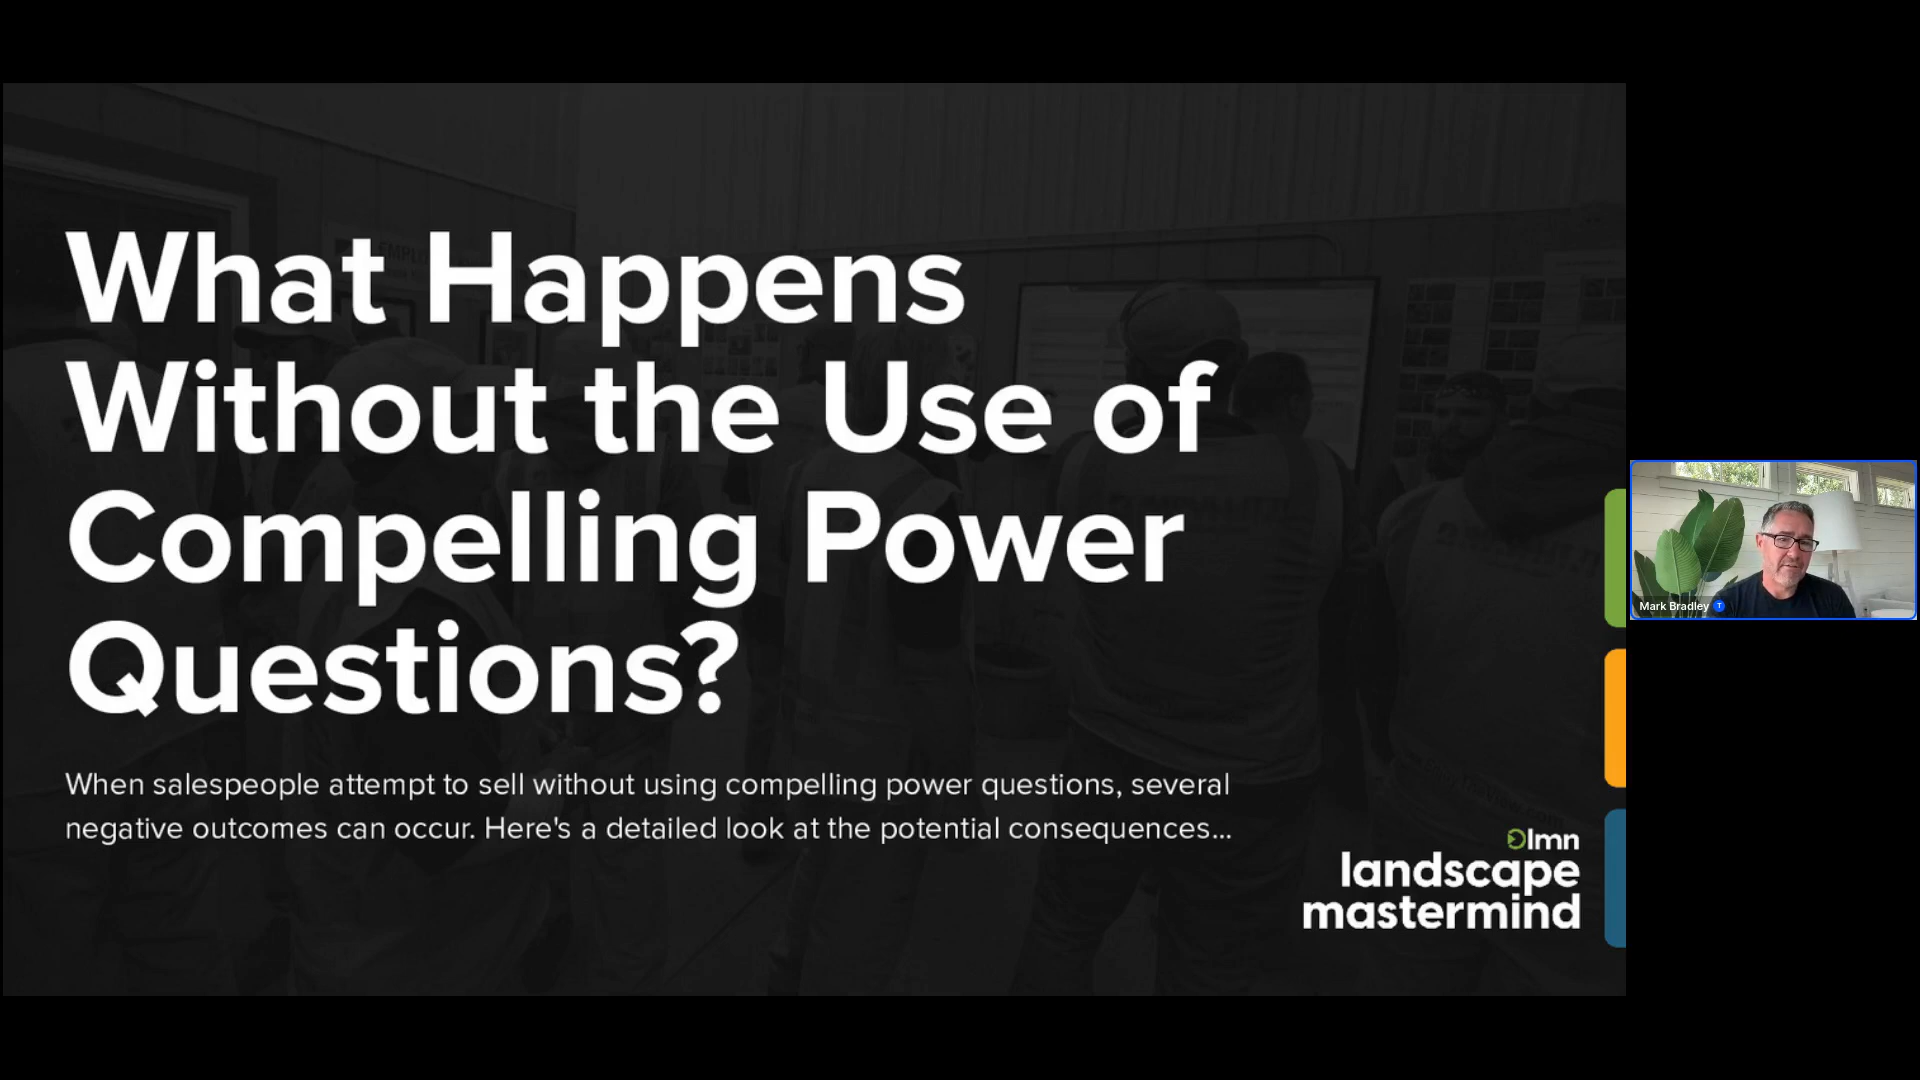 What Happens
Without the Use of
Compelling Power
Questions?
When salespeople attempt to sell without using compelling power questions, several
negative outcomes can occur. Here's a detailed look at the potential consequences...
lmn
landscape
mastermind
Mark Bradley
T